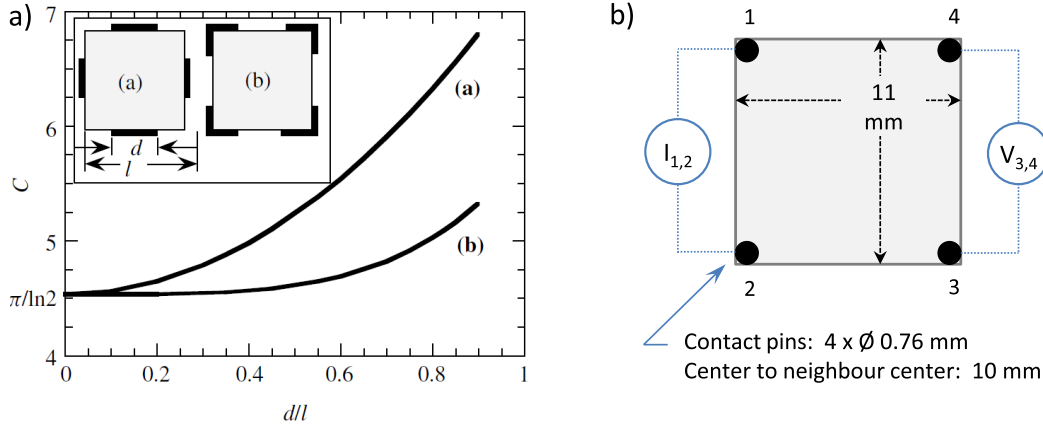 a)
7
6
C
5
π/ln2
4
0
0.2
0.4
0.6
0.8
1
d/l
(a)
(b)
d
l
(a)
(b)
b)
1
4
11
mm
I1,2
V3,4
2
3
Contact pins: 4 x Ø 0.76 mm
Center to neighbour center: 10 mm